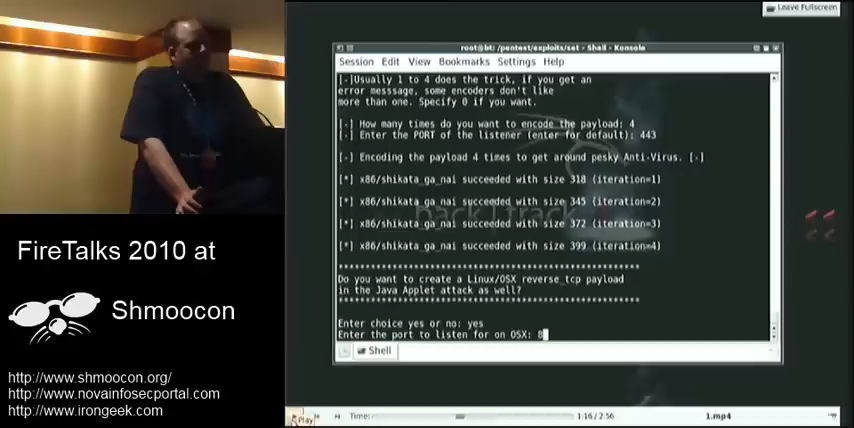 Leave Fullscreen
root@bt: /pentest/exploits/set - Shell - Konsole
Session Edit View Bookmarks Settings Help
[-]Usually 1 to 4 does the trick, if you get an
error messsage, some encoders don't like
more than one. Specify 0 if you want.
[-] How many times do you want to encode the payload: 4
[-] Enter the PORT of the listener (enter for default): 443
[-] Encoding the payload 4 times to get around pesky Anti-Virus. [-]
[*] x86/shikata_ga_nai succeeded with size 318 (iteration=1)
[*] x86/shikata_ga_nai succeeded with size 345 (iteration=2)
[*] x86/shikata_ga_nai succeeded with size 372 (iteration=3)
[*] x86/shikata_ga_nai succeeded with size 399 (iteration=4)
back | track
Do you want to create a Linux/OSX reverse_tcp payload
in the Java Applet attack as well?
Enter choice yes or no: yes
Enter the port to listen for on OSX: 8
Shell
Play
Time:
1:16 / 2:56
1.mp4
FireTalks 2010 at
Shmoocon
http://www.shmoocon.org/
http://www.novainfosecportal.com
http://www.irongeek.com